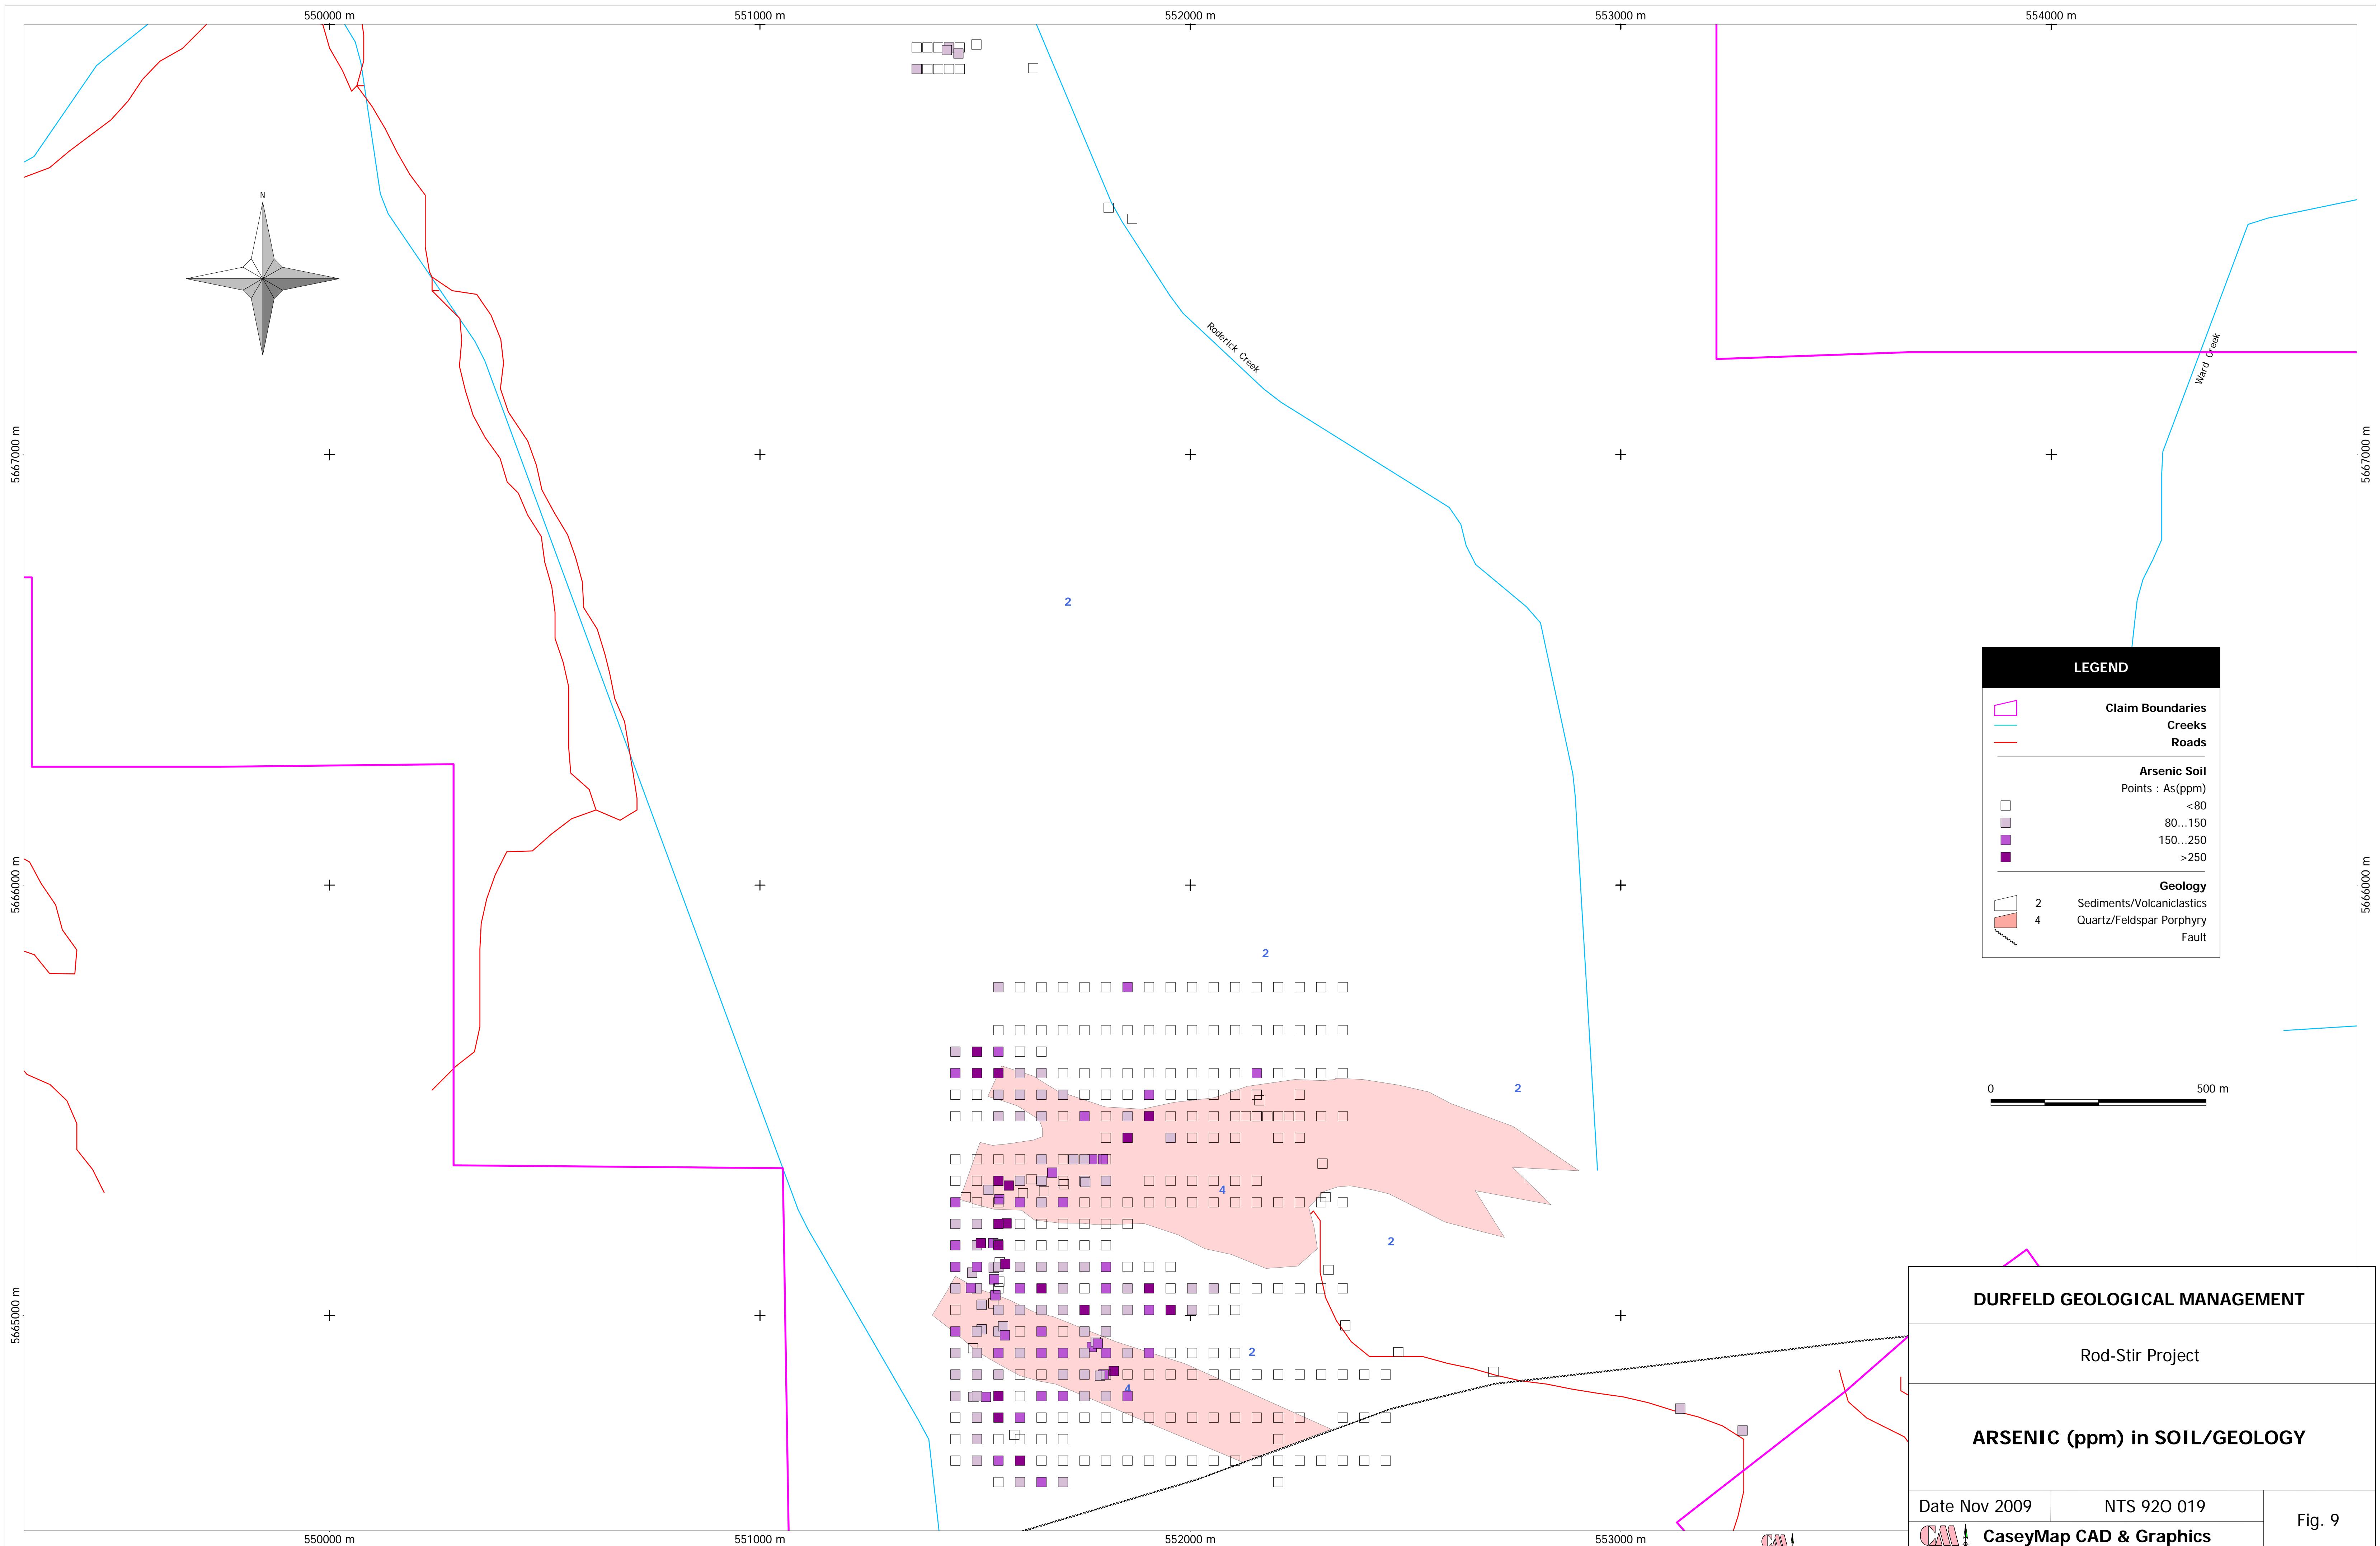 550000 m 551000 m 552000 m 553000 m 554000 m
N
Roderick Creek
Ward Creek
5667000 m
5667000 m
2
LEGEND
Claim Boundaries
Creeks
Roads
Arsenic Soil
Points : As(ppm)
<80
80...150
150...250
>250
Geology
2 Sediments/Volcaniclastics
4 Quartz/Feldspar Porphyry
Fault
5666000 m
5666000 m
2
2
0 500 m
4
2
5665000 m
2
4
DURFELD GEOLOGICAL MANAGEMENT
Rod-Stir Project
ARSENIC (ppm) in SOIL/GEOLOGY
Date Nov 2009
NTS 92O 019
Fig. 9
CaseyMap CAD & Graphics
550000 m 551000 m 552000 m 553000 m